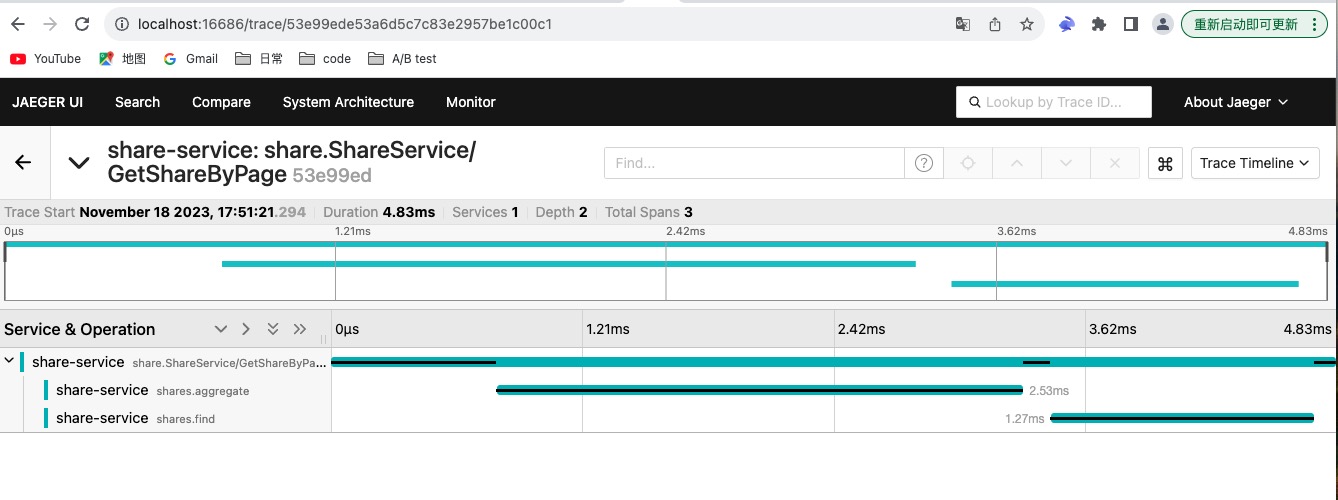 localhost:16686/trace/53e99ede53a6d5c7c83e2957be1c00c1
重新启动即可更新
YouTube 地图 Gmail 日常 code A/B test
JAEGER UI Search Compare System Architecture Monitor Lookup by Trace ID... About Jaeger
share-service: share.ShareService/
GetShareByPage 53e99ed
Find...
Trace Timeline
Trace Start November 18 2023, 17:51:21.294 Duration 4.83ms Services 1 Depth 2 Total Spans 3
0μs 1.21ms 2.42ms 3.62ms 4.83ms
Service & Operation 0μs 1.21ms 2.42ms 3.62ms 4.83ms
share-service share.ShareService/GetShareByPa...
share-service shares.aggregate 2.53ms
share-service shares.find 1.27ms